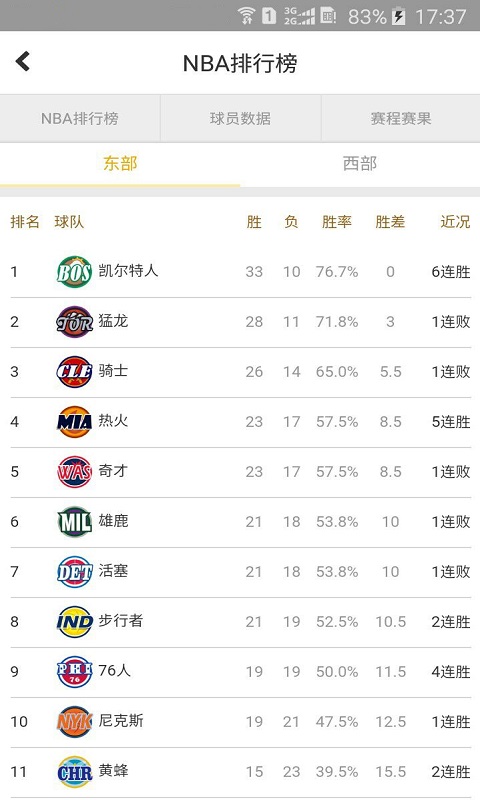 1 3G 2G 83% 17:37
NBA排行榜
NBA排行榜 球员数据 赛程赛果
东部 西部
排名 球队 胜 负 胜率 胜差 近况
1 BOS 凯尔特人 33 10 76.7% 0 6连胜
2 TOR 猛龙 28 11 71.8% 3 1连败
3 CLE 骑士 26 14 65.0% 5.5 1连败
4 MIA 热火 23 17 57.5% 8.5 5连胜
5 WAS 奇才 23 17 57.5% 8.5 1连败
6 MIL 雄鹿 21 18 53.8% 10 1连败
7 DET 活塞 21 18 53.8% 10 1连败
8 IND 步行者 21 19 52.5% 10.5 2连胜
9 PHI 76 76人 19 19 50.0% 11.5 4连胜
10 NYK 尼克斯 19 21 47.5% 12.5 1连胜
11 CHR 黄蜂 15 23 39.5% 15.5 2连胜